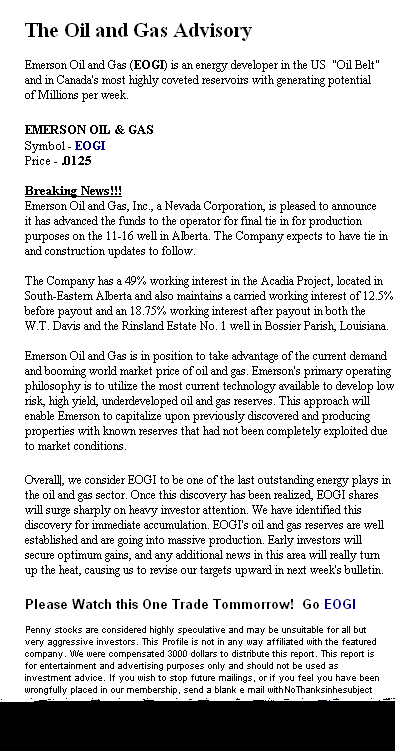 The Oil and Gas Advisory
Emerson Oil and Gas (EOGI) is an energy developer in the US "Oil Belt"
and in Canada's most highly coveted reservoirs with generating potential
of Millions per week.
EMERSON OIL & GAS
Symbol - EOGI
Price - .0125
Breaking News!!!
Emerson Oil and Gas, Inc., a Nevada Corporation, is pleased to announce
it has advanced the funds to the operator for final tie in for production
purposes on the 11-16 well in Alberta. The Company expects to have tie in
and construction updates to follow.
The Company has a 49% working interest in the Acadia Project, located in
South-Eastern Alberta and also maintains a carried working interest of 12.5%
before payout and an 18.75% working interest after payout in both the
W.T. Davis and the Rinsland Estate No. 1 well in Bossier Parish, Louisiana.
Emerson Oil and Gas is in position to take advantage of the current demand
and booming world market price of oil and gas. Emerson's primary operating
philosophy is to utilize the most current technology available to develop low
risk, high yield, underdeveloped oil and gas reserves. This approach will
enable Emerson to capitalize upon previously discovered and producing
properties with known reserves that had not been completely exploited due
to market conditions.
Overall, we consider EOGI to be one of the last outstanding energy plays in
the oil and gas sector. Once this discovery has been realized, EOGI shares
will surge sharply on heavy investor attention. We have identified this
discovery for immediate accumulation. EOGI's oil and gas reserves are well
established and are going into massive production. Early investors will
secure optimum gains, and any additional news in this area will really turn
up the heat, causing us to revise our targets upward in next week's bulletin.
Please Watch this One Trade Tommorrow! Go EOGI
Penny stocks are considered highly speculative and may be unsuitable for all but
very aggressive investors. This Profile is not in any way affiliated with the featured
company. We were compensated 3000 dollars to distribute this report. This report is
for entertainment and advertising purposes only and should not be used as
investment advice. If you wish to stop future mailings, or if you feel you have been
wrongfully placed in our membership, send a blank e mail withNoThanksinthesubject